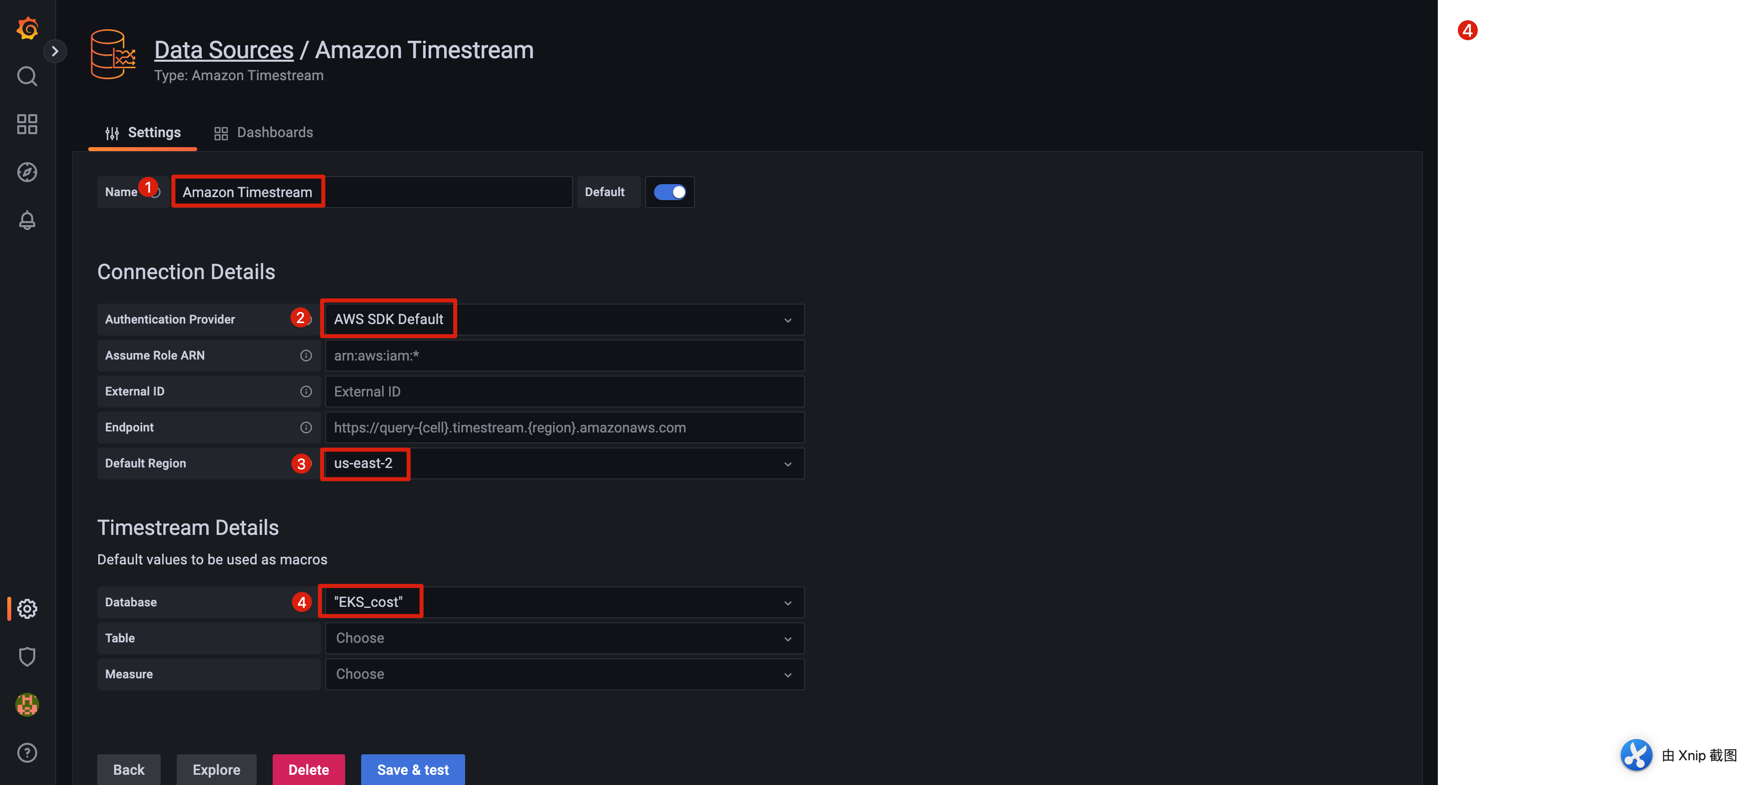 Data Sources / Amazon Timestream
Type: Amazon Timestream
Settings
Dashboards
Name 1 Amazon Timestream Default
Connection Details
Authentication Provider 2 AWS SDK Default
Assume Role ARN arn:aws:iam:*
External ID External ID
Endpoint https://query-{cell}.timestream.{region}.amazonaws.com
Default Region 3 us-east-2
Timestream Details
Default values to be used as macros
Database 4 "EKS_cost"
Table Choose
Measure Choose
Back Explore Delete Save & test
4
由 Xnip 截图